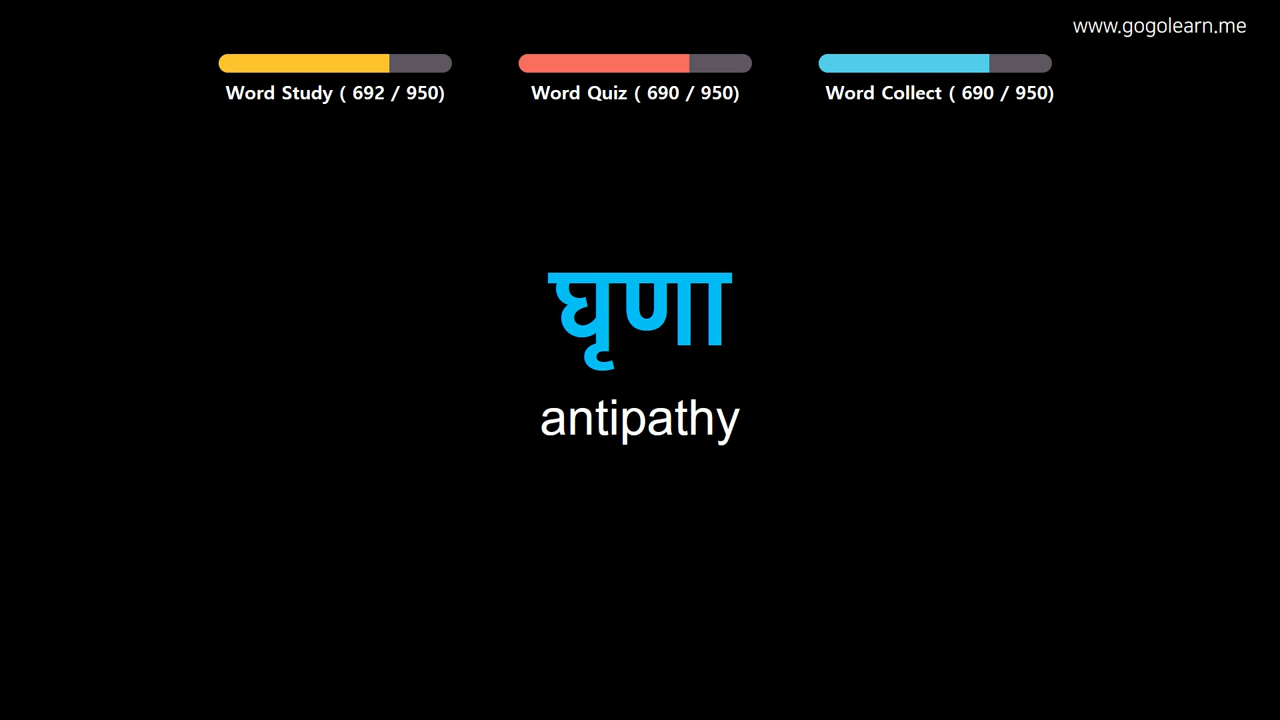 www.gogolearn.me
Word Study ( 692 / 950)
Word Quiz ( 690 / 950)
Word Collect ( 690 / 950)
घृणा
antipathy